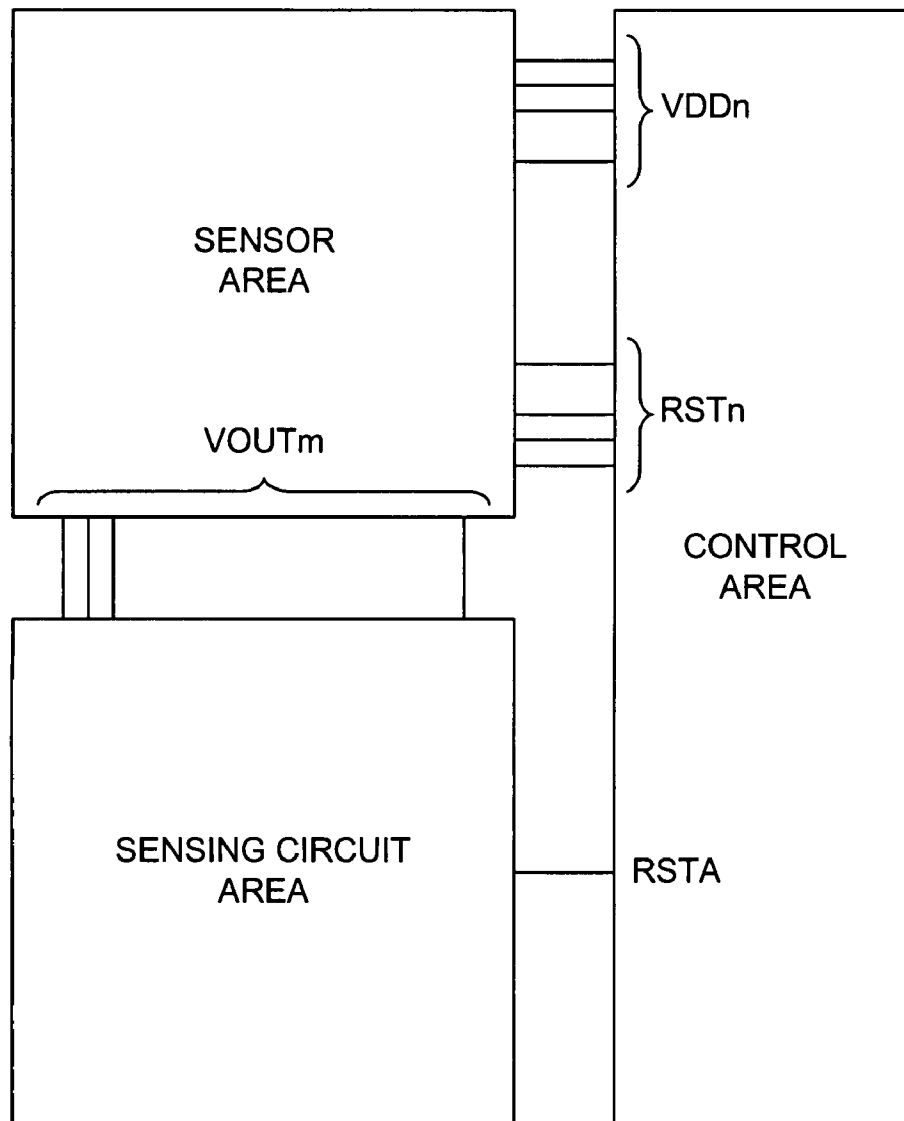 VDDn
SENSOR
AREA
RSTn
VOUTm
CONTROL
AREA
SENSING CIRCUIT
AREA
RSTA